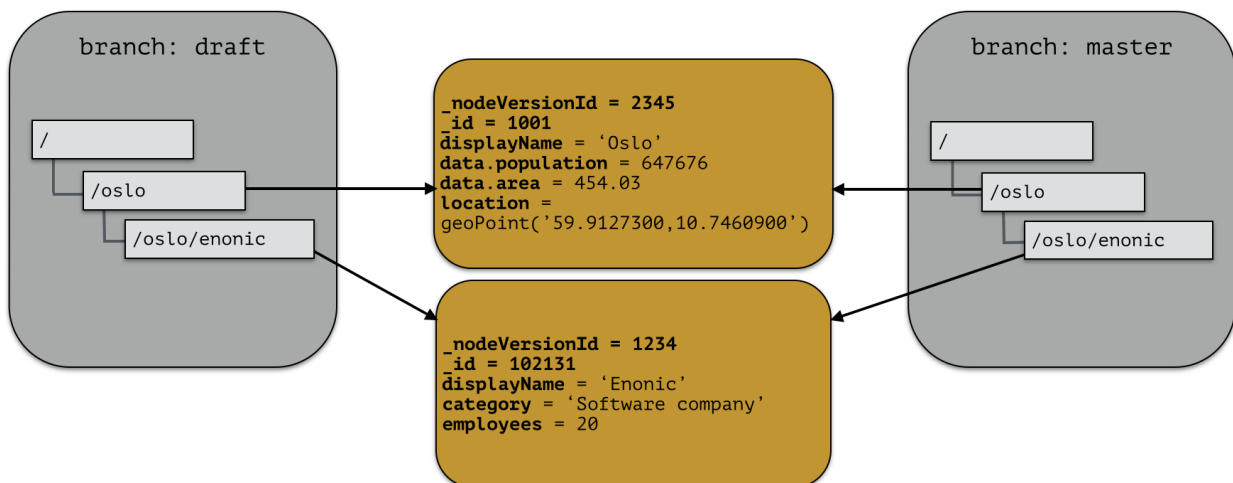 branch: draft
/
/oslo
/oslo/enonic
_nodeVersionId = 2345
_id = 1001
displayName = ‘Oslo’
data.population = 647676
data.area = 454.03
location =
geoPoint(’59.9127300,10.7460900’)
_nodeVersionId = 1234
_id = 102131
displayName = ‘Enonic’
category = ‘Software company’
employees = 20
branch: master
/
/oslo
/oslo/enonic